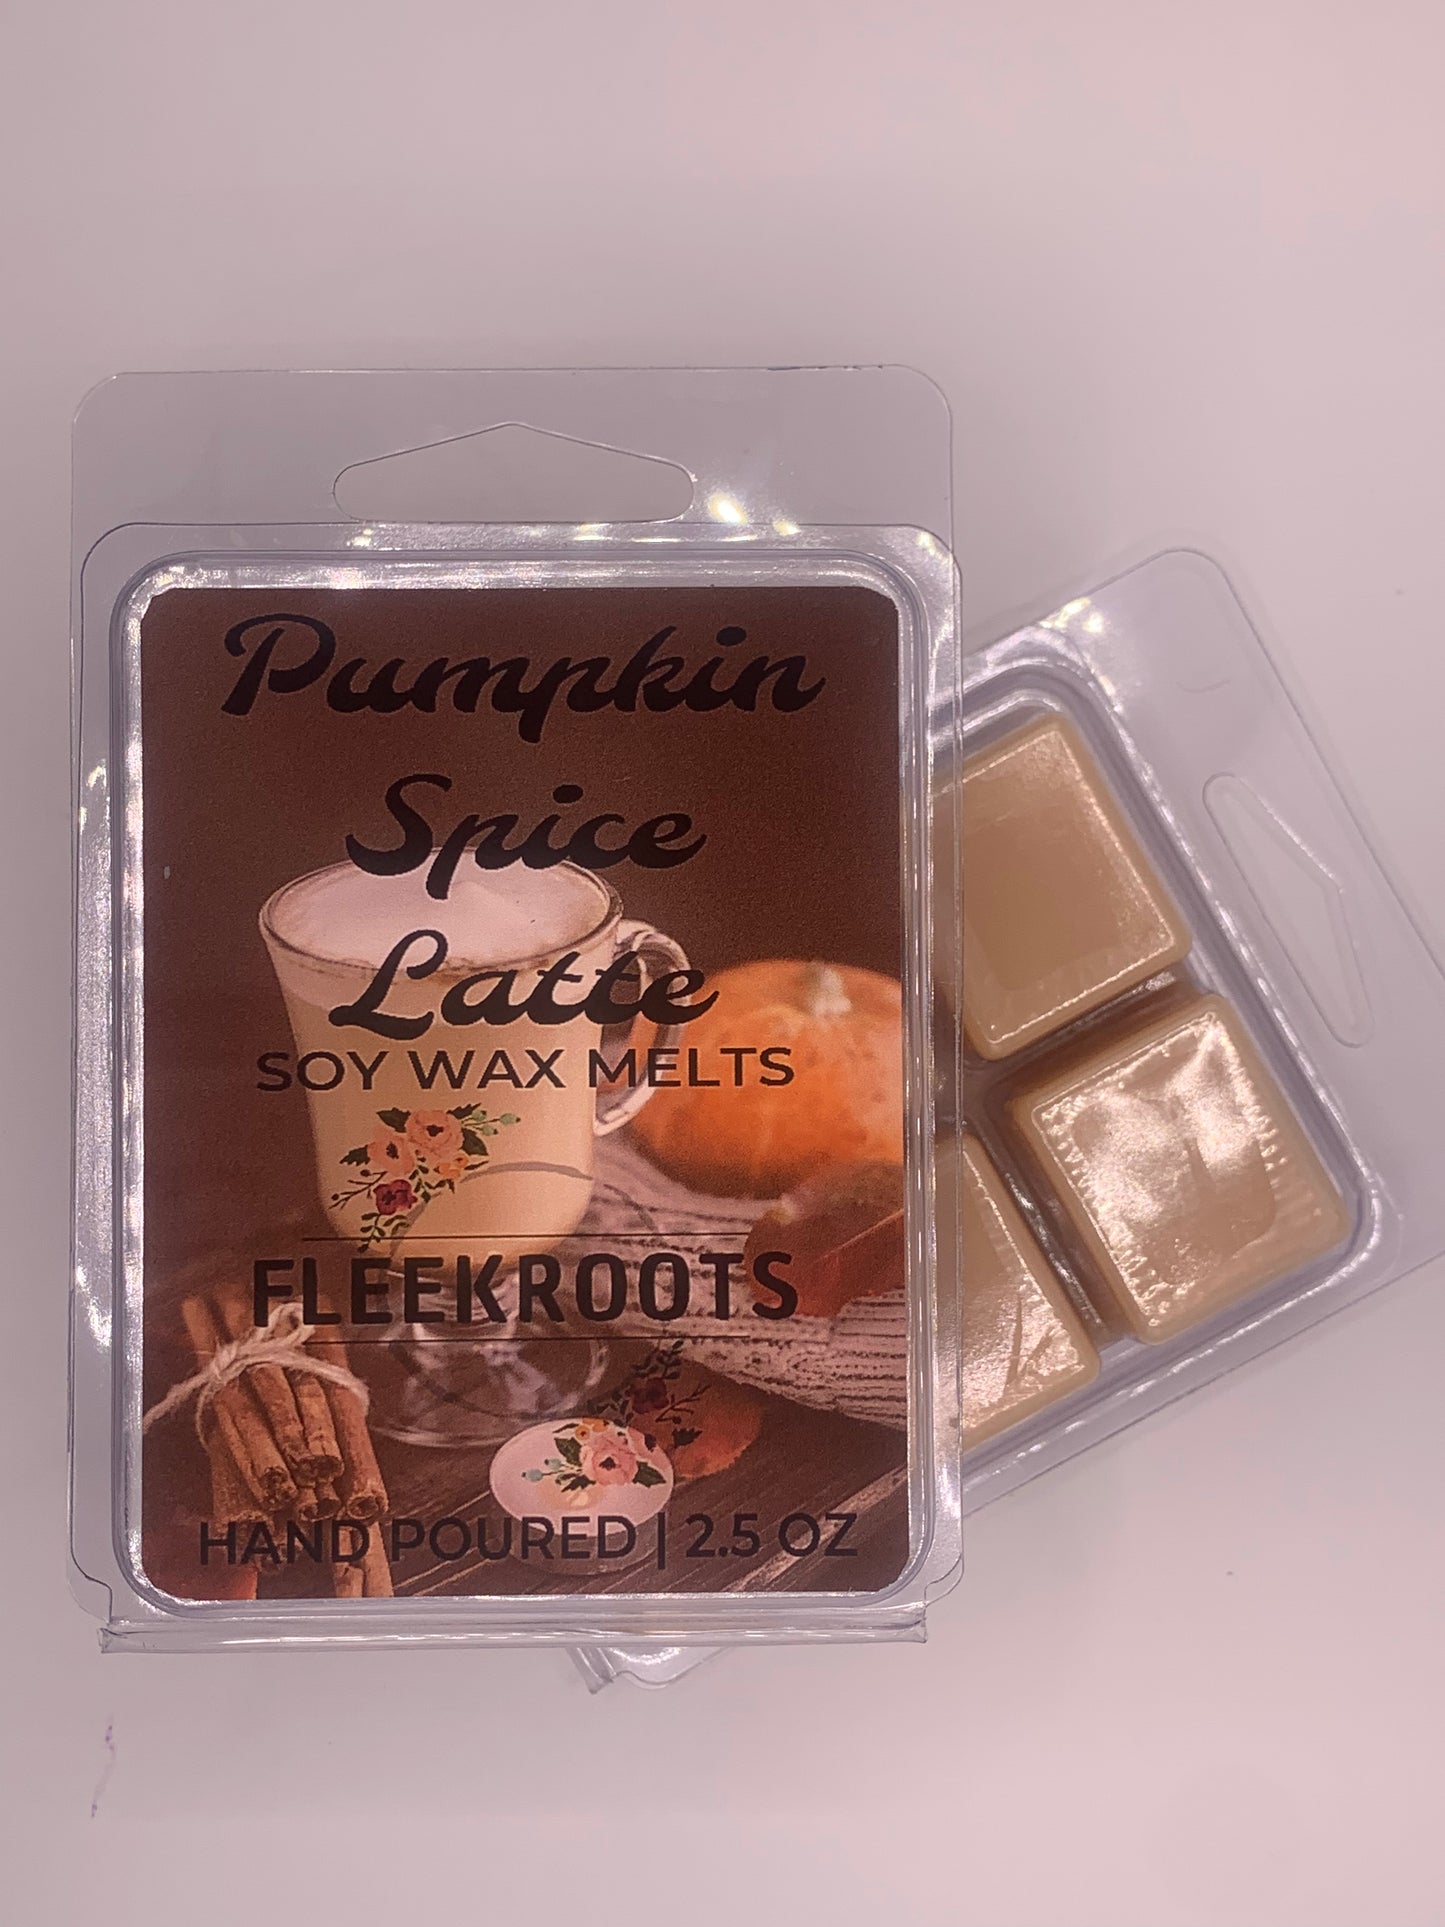 Pumpkin
Spice
Latte
SOY WAX MELTS
FLEEKROOTS
HAND POURED | 2.5 OZ